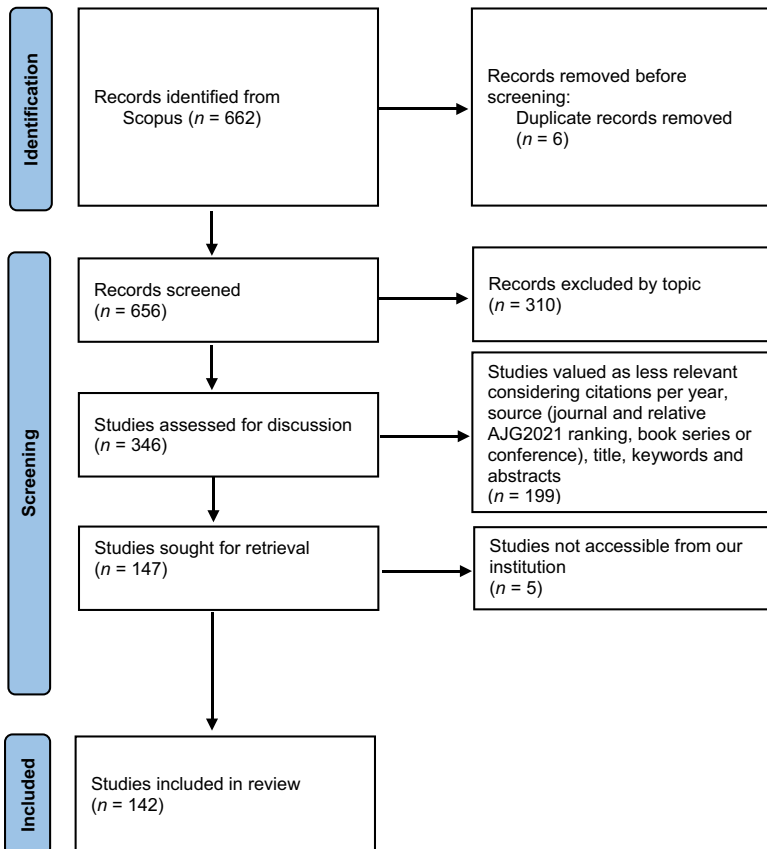 Identification
Records identified from
Scopus (n = 662)
Records removed before
screening:
Duplicate records removed
(n = 6)
Screening
Records screened
(n = 656)
Records excluded by topic
(n = 310)
Studies assessed for discussion
(n = 346)
Studies valued as less relevant
considering citations per year,
source (journal and relative
AJG2021 ranking, book series or
conference), title, keywords and
abstracts
(n = 199)
Studies sought for retrieval
(n = 147)
Studies not accessible from our
institution
(n = 5)
Included
Studies included in review
(n = 142)